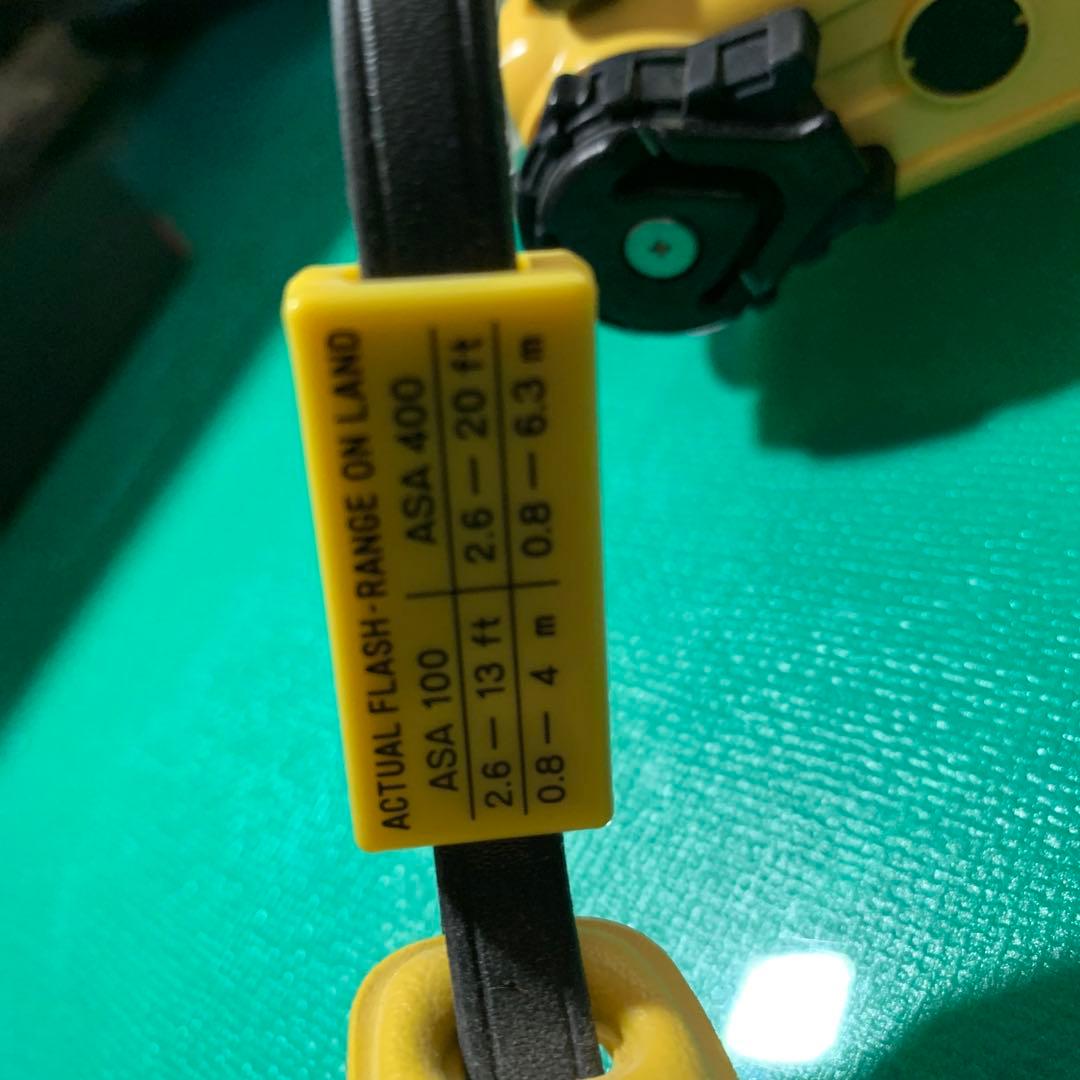 ACTUAL FLASH-RANGE ON LAND
ASA 100 ASA 400
2.6 — 13 ft 2.6 — 20 ft
0.8 — 4 m 0.8 — 6.3 m